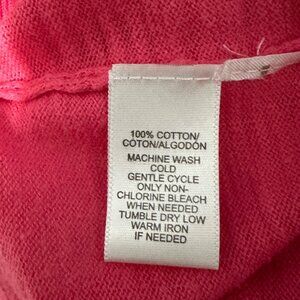 100% COTTON/
COTON/ALGODÓN
MACHINE WASH
COLD
GENTLE CYCLE
ONLY NON-
CHLORINE BLEACH
WHEN NEEDED
TUMBLE DRY LOW
WARM IRON
IF NEEDED